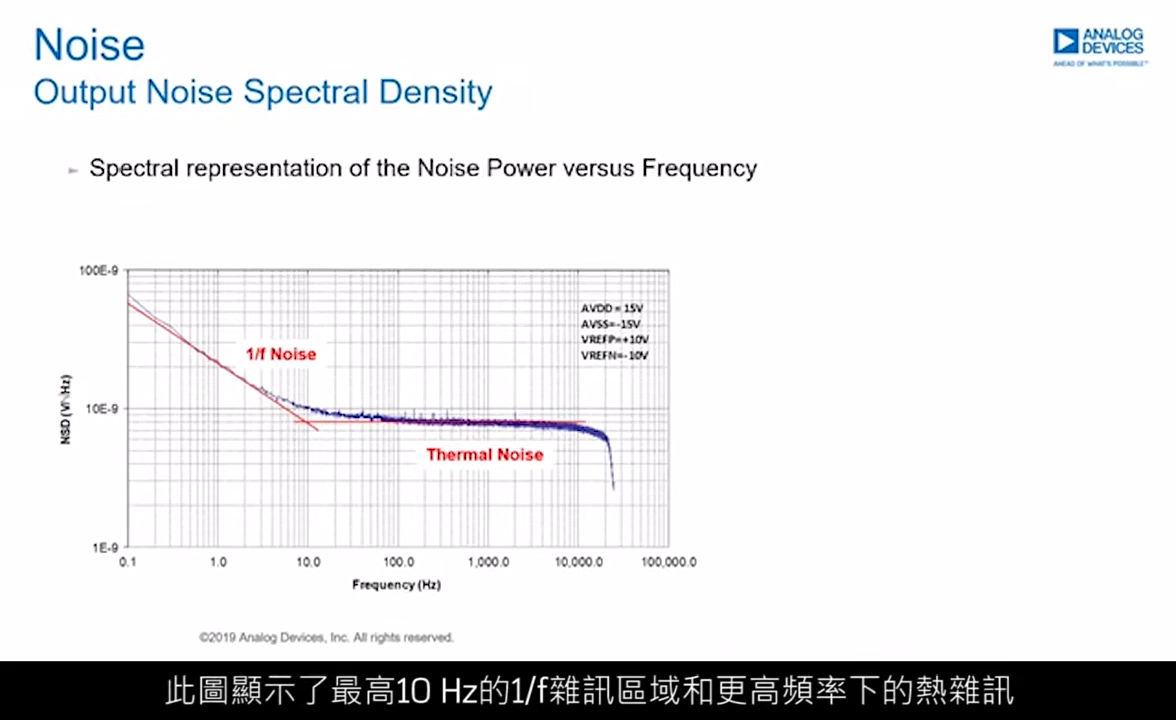 Noise
Output Noise Spectral Density
ANALOG
DEVICES
AHEAD OF WHAT'S POSSIBLE™
Spectral representation of the Noise Power versus Frequency
100E-9
10E-9
1E-9
NSD (V/√Hz)
AVDD = 15V
AVSS=-15V
VREFP=+10V
VREFN=-10V
1/f Noise
Thermal Noise
0.1 1.0 10.0 100.0 1,000.0 10,000.0 100,000.0
Frequency (Hz)
©2019 Analog Devices, Inc. All rights reserved.
此圖顯示了最高10 Hz的1/f雜訊區域和更高頻率下的熱雜訊